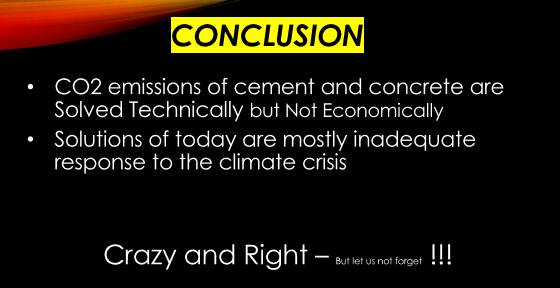 CONCLUSION
• CO2 emissions of cement and concrete are
Solved Technically but Not Economically
• Solutions of today are mostly inadequate
response to the climate crisis
Crazy and Right – But let us not forget !!!